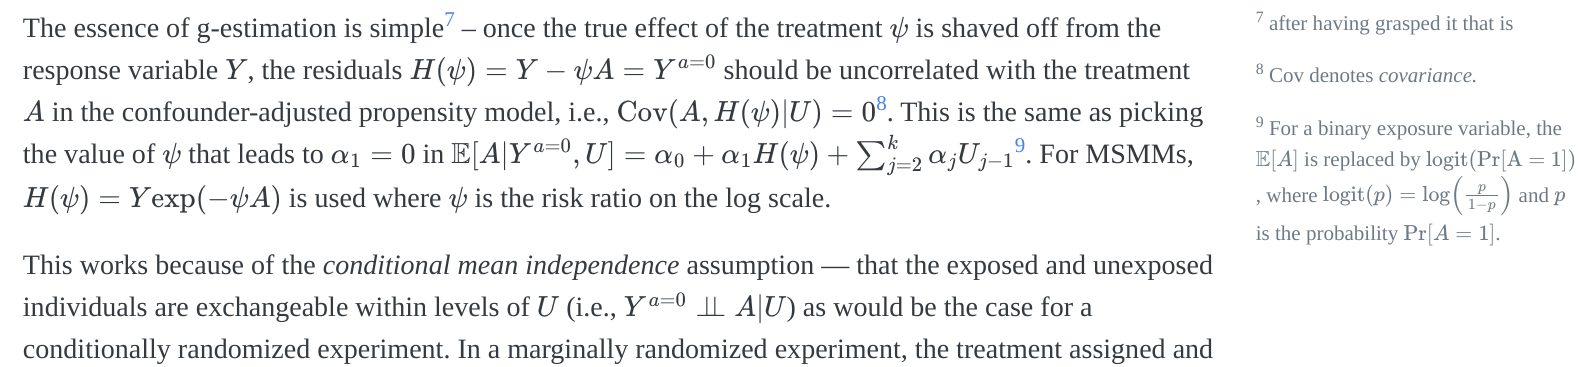 The essence of g-estimation is simple⁷ – once the true effect of the treatment ψ is shaved off from the
response variable Y, the residuals H(ψ) = Y − ψA = Y^{a=0} should be uncorrelated with the treatment
A in the confounder-adjusted propensity model, i.e., Cov(A, H(ψ)|U) = 0⁸. This is the same as picking
the value of ψ that leads to α₁ = 0 in 𝔼[A|Y^{a=0}, U] = α₀ + α₁H(ψ) + ∑_{j=2}^{k} α_jU_{j−1}⁹. For MSMMs,
H(ψ) = Y exp(−ψA) is used where ψ is the risk ratio on the log scale.
This works because of the conditional mean independence assumption — that the exposed and unexposed
individuals are exchangeable within levels of U (i.e., Y^{a=0} ⫫ A|U) as would be the case for a
conditionally randomized experiment. In a marginally randomized experiment, the treatment assigned and
⁷ after having grasped it that is
⁸ Cov denotes covariance.
⁹ For a binary exposure variable, the
𝔼[A] is replaced by logit(Pr[A = 1])
, where logit(p) = log(p/(1−p)) and p
is the probability Pr[A = 1].